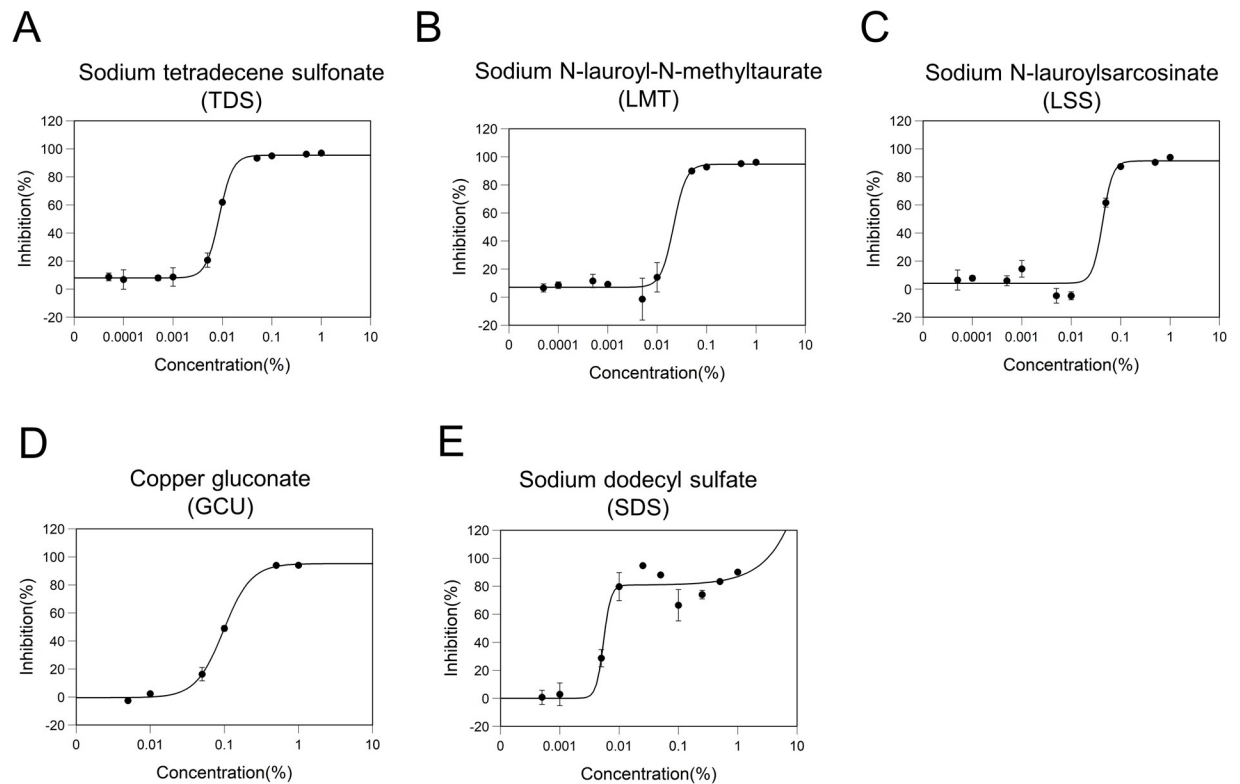 A
Sodium tetradecene sulfonate
(TDS)
120
100
80
60
40
20
0
-20
Inhibition(%)
0 0.0001 0.001 0.01 0.1 1 10
Concentration(%)
B
Sodium N-lauroyl-N-methyltaurate
(LMT)
120
100
80
60
40
20
0
-20
Inhibition(%)
0 0.0001 0.001 0.01 0.1 1 10
Concentration(%)
C
Sodium N-lauroylsarcosinate
(LSS)
120
100
80
60
40
20
0
-20
Inhibition(%)
0 0.0001 0.001 0.01 0.1 1 10
Concentration(%)
D
Copper gluconate
(GCU)
120
100
80
60
40
20
0
-20
Inhibition(%)
0 0.01 0.1 1 10
Concentration(%)
E
Sodium dodecyl sulfate
(SDS)
120
100
80
60
40
20
0
-20
Inhibition(%)
0 0.001 0.01 0.1 1 10
Concentration(%)